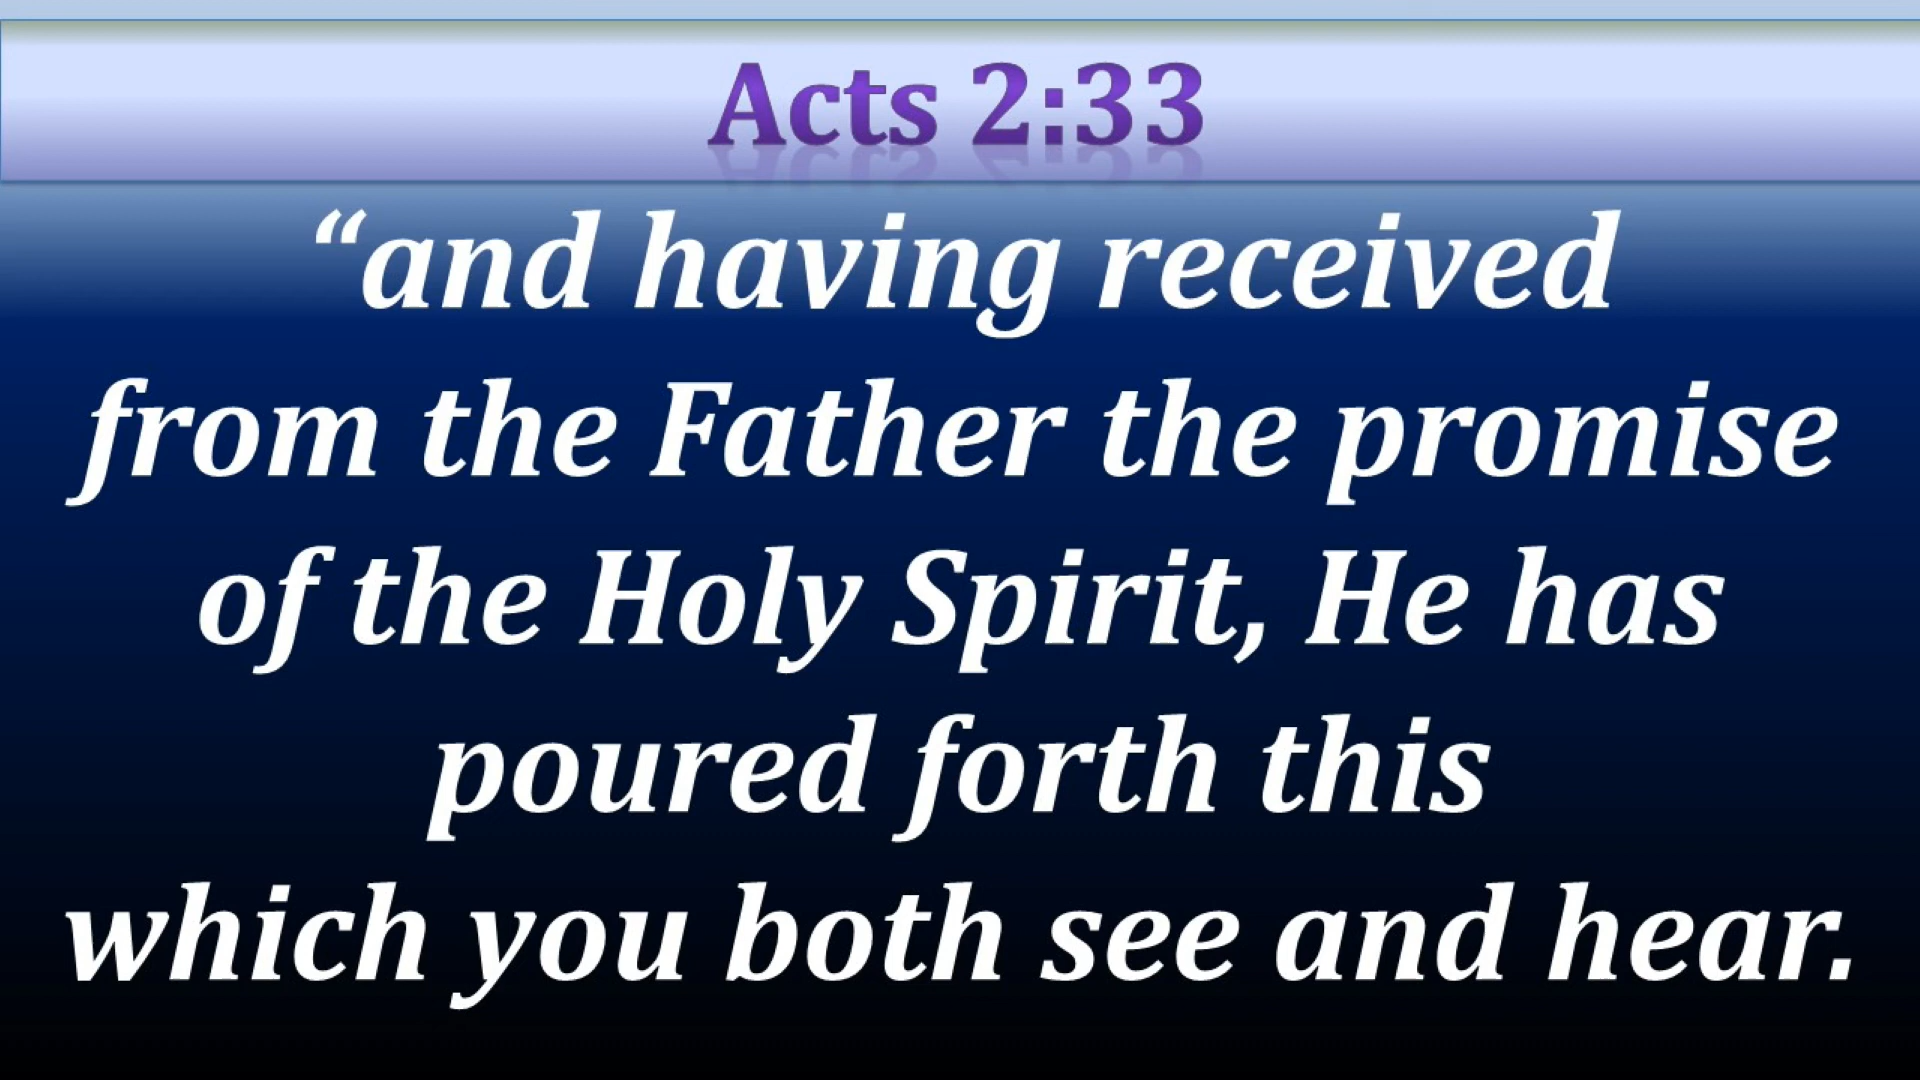 Acts 2:33
“and having received
from the Father the promise
of the Holy Spirit, He has
poured forth this
which you both see and hear.